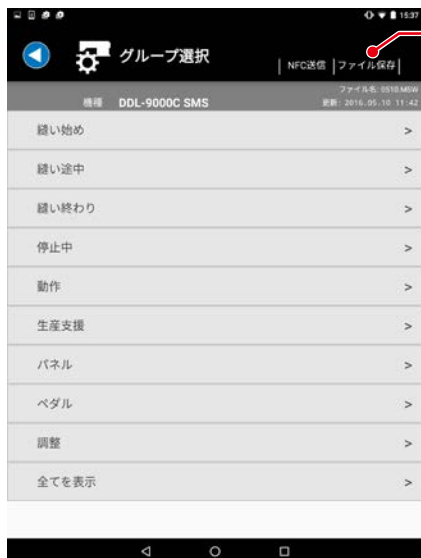 15:37
グループ選択
NFC送信
ファイル保存
ファイル名: 0510.MSW
機種 DDL-9000C SMS
更新: 2016.05.10 11:42
縫い始め >
縫い途中 >
縫い終わり >
停止中 >
動作 >
生産支援 >
パネル >
ペダル >
調整 >
全てを表示 >